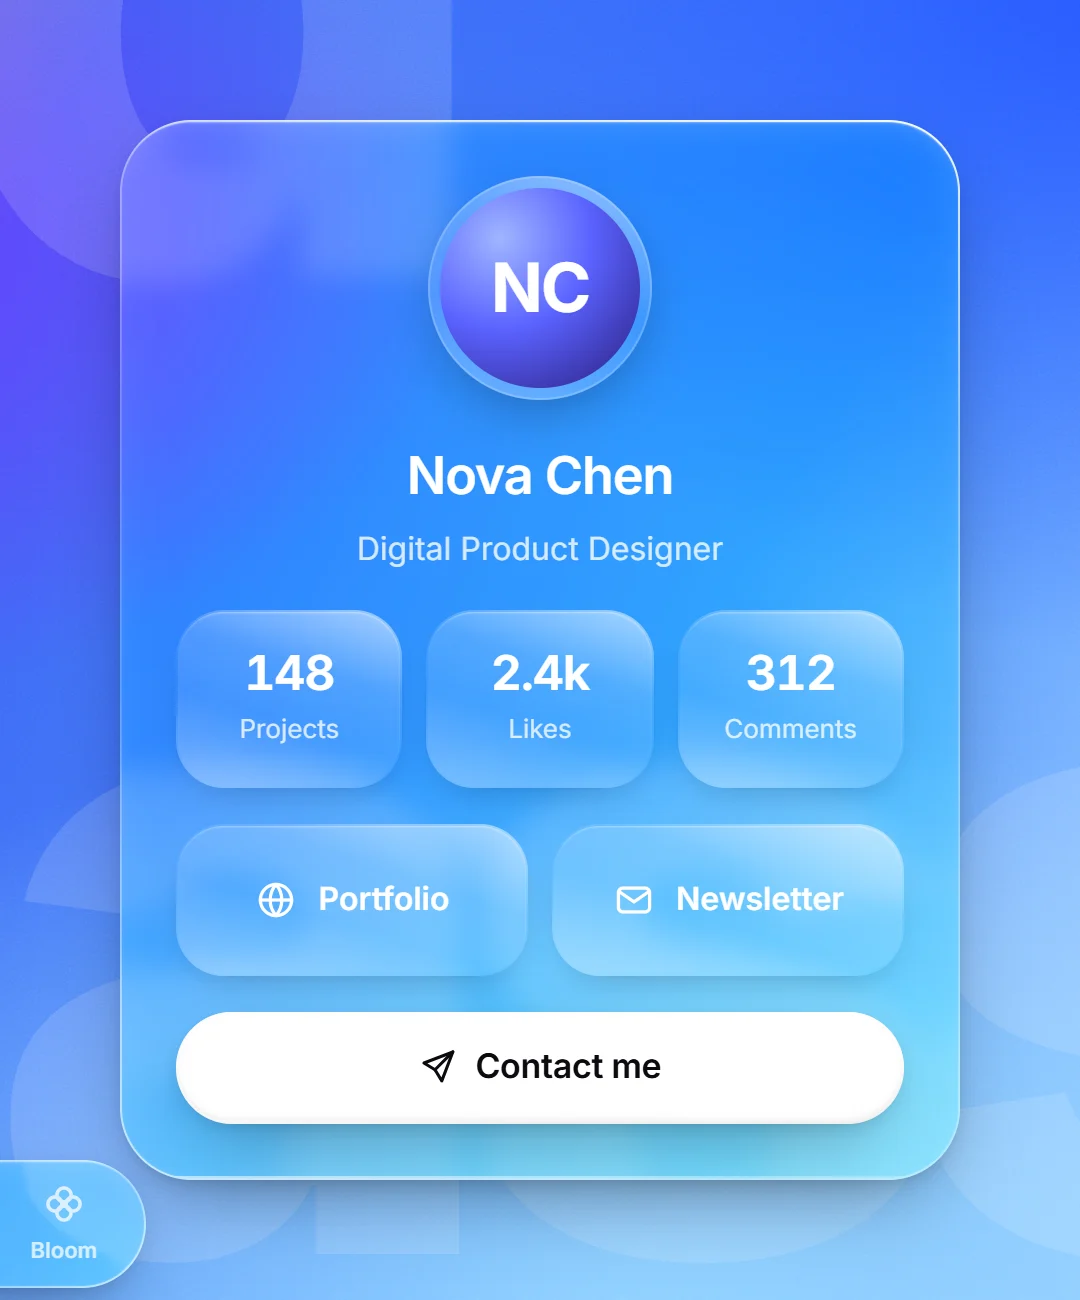 NC
Nova Chen
Digital Product Designer
148
Projects
2.4k
Likes
312
Comments
Portfolio
Newsletter
Contact me
Bloom